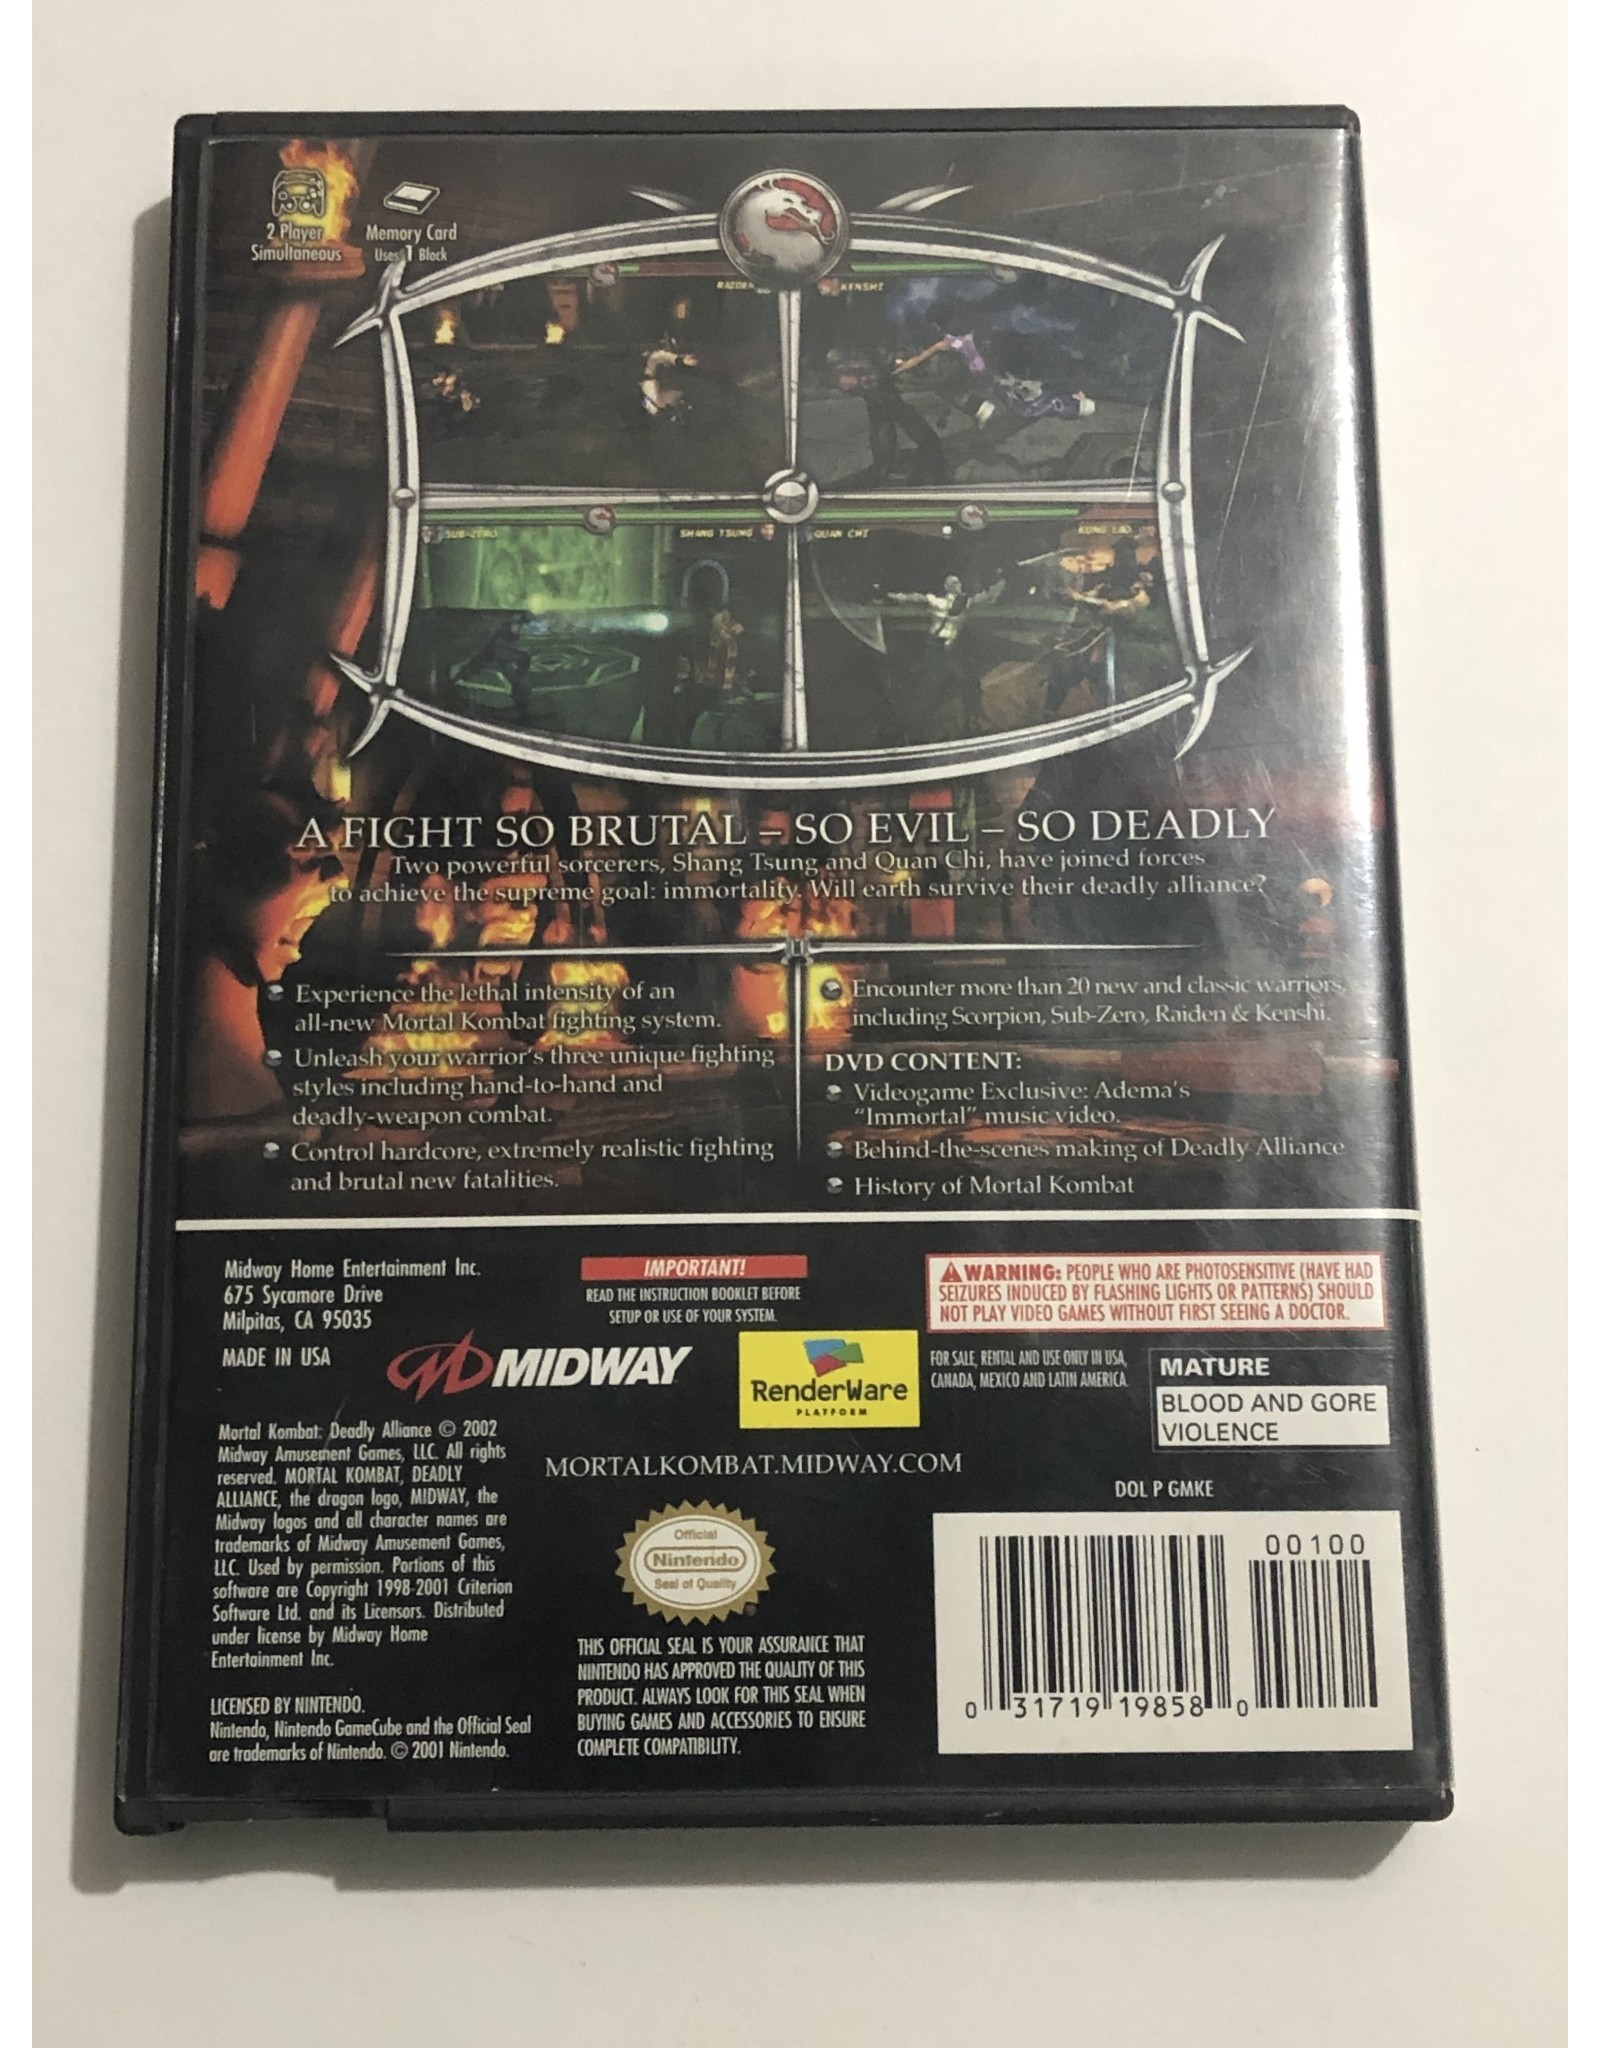 2 Player
Simultaneous
Memory Card
Uses 1 Block
RAIDEN
KENSHI
SUB-ZERO
SHANG TSUNG
QUAN CHI
KUNG LAO
A FIGHT SO BRUTAL – SO EVIL – SO DEADLY
Two powerful sorcerers, Shang Tsung and Quan Chi, have joined forces
to achieve the supreme goal: immortality. Will earth survive their deadly alliance?
Experience the lethal intensity of an
all-new Mortal Kombat fighting system.
Unleash your warrior's three unique fighting
styles including hand-to-hand and
deadly-weapon combat.
Control hardcore, extremely realistic fighting
and brutal new fatalities.
Encounter more than 20 new and classic warriors,
including Scorpion, Sub-Zero, Raiden & Kenshi.
DVD CONTENT:
Videogame Exclusive: Adema's
"Immortal" music video.
Behind-the-scenes making of Deadly Alliance
History of Mortal Kombat
Midway Home Entertainment Inc.
675 Sycamore Drive
Milpitas, CA 95035
MADE IN USA
IMPORTANT!
READ THE INSTRUCTION BOOKLET BEFORE
SETUP OR USE OF YOUR SYSTEM.
WARNING: PEOPLE WHO ARE PHOTOSENSITIVE (HAVE HAD
SEIZURES INDUCED BY FLASHING LIGHTS OR PATTERNS) SHOULD
NOT PLAY VIDEO GAMES WITHOUT FIRST SEEING A DOCTOR.
MIDWAY
RenderWare
PLATFORM
FOR SALE, RENTAL AND USE ONLY IN USA,
CANADA, MEXICO AND LATIN AMERICA.
MATURE
BLOOD AND GORE
VIOLENCE
Mortal Kombat: Deadly Alliance © 2002
Midway Amusement Games, LLC. All rights
reserved. MORTAL KOMBAT, DEADLY
ALLIANCE, the dragon logo, MIDWAY, the
Midway logos and all character names are
trademarks of Midway Amusement Games,
LLC. Used by permission. Portions of this
software are Copyright 1998-2001 Criterion
Software Ltd. and its Licensors. Distributed
under license by Midway Home
Entertainment Inc.
MORTALKOMBAT.MIDWAY.COM
DOL P GMKE
Official
Nintendo
Seal of Quality
®
LICENSED BY NINTENDO.
Nintendo, Nintendo GameCube and the Official Seal
are trademarks of Nintendo. © 2001 Nintendo.
THIS OFFICIAL SEAL IS YOUR ASSURANCE THAT
NINTENDO HAS APPROVED THE QUALITY OF THIS
PRODUCT. ALWAYS LOOK FOR THIS SEAL WHEN
BUYING GAMES AND ACCESSORIES TO ENSURE
COMPLETE COMPATIBILITY.
00100
0 31719 19858 0